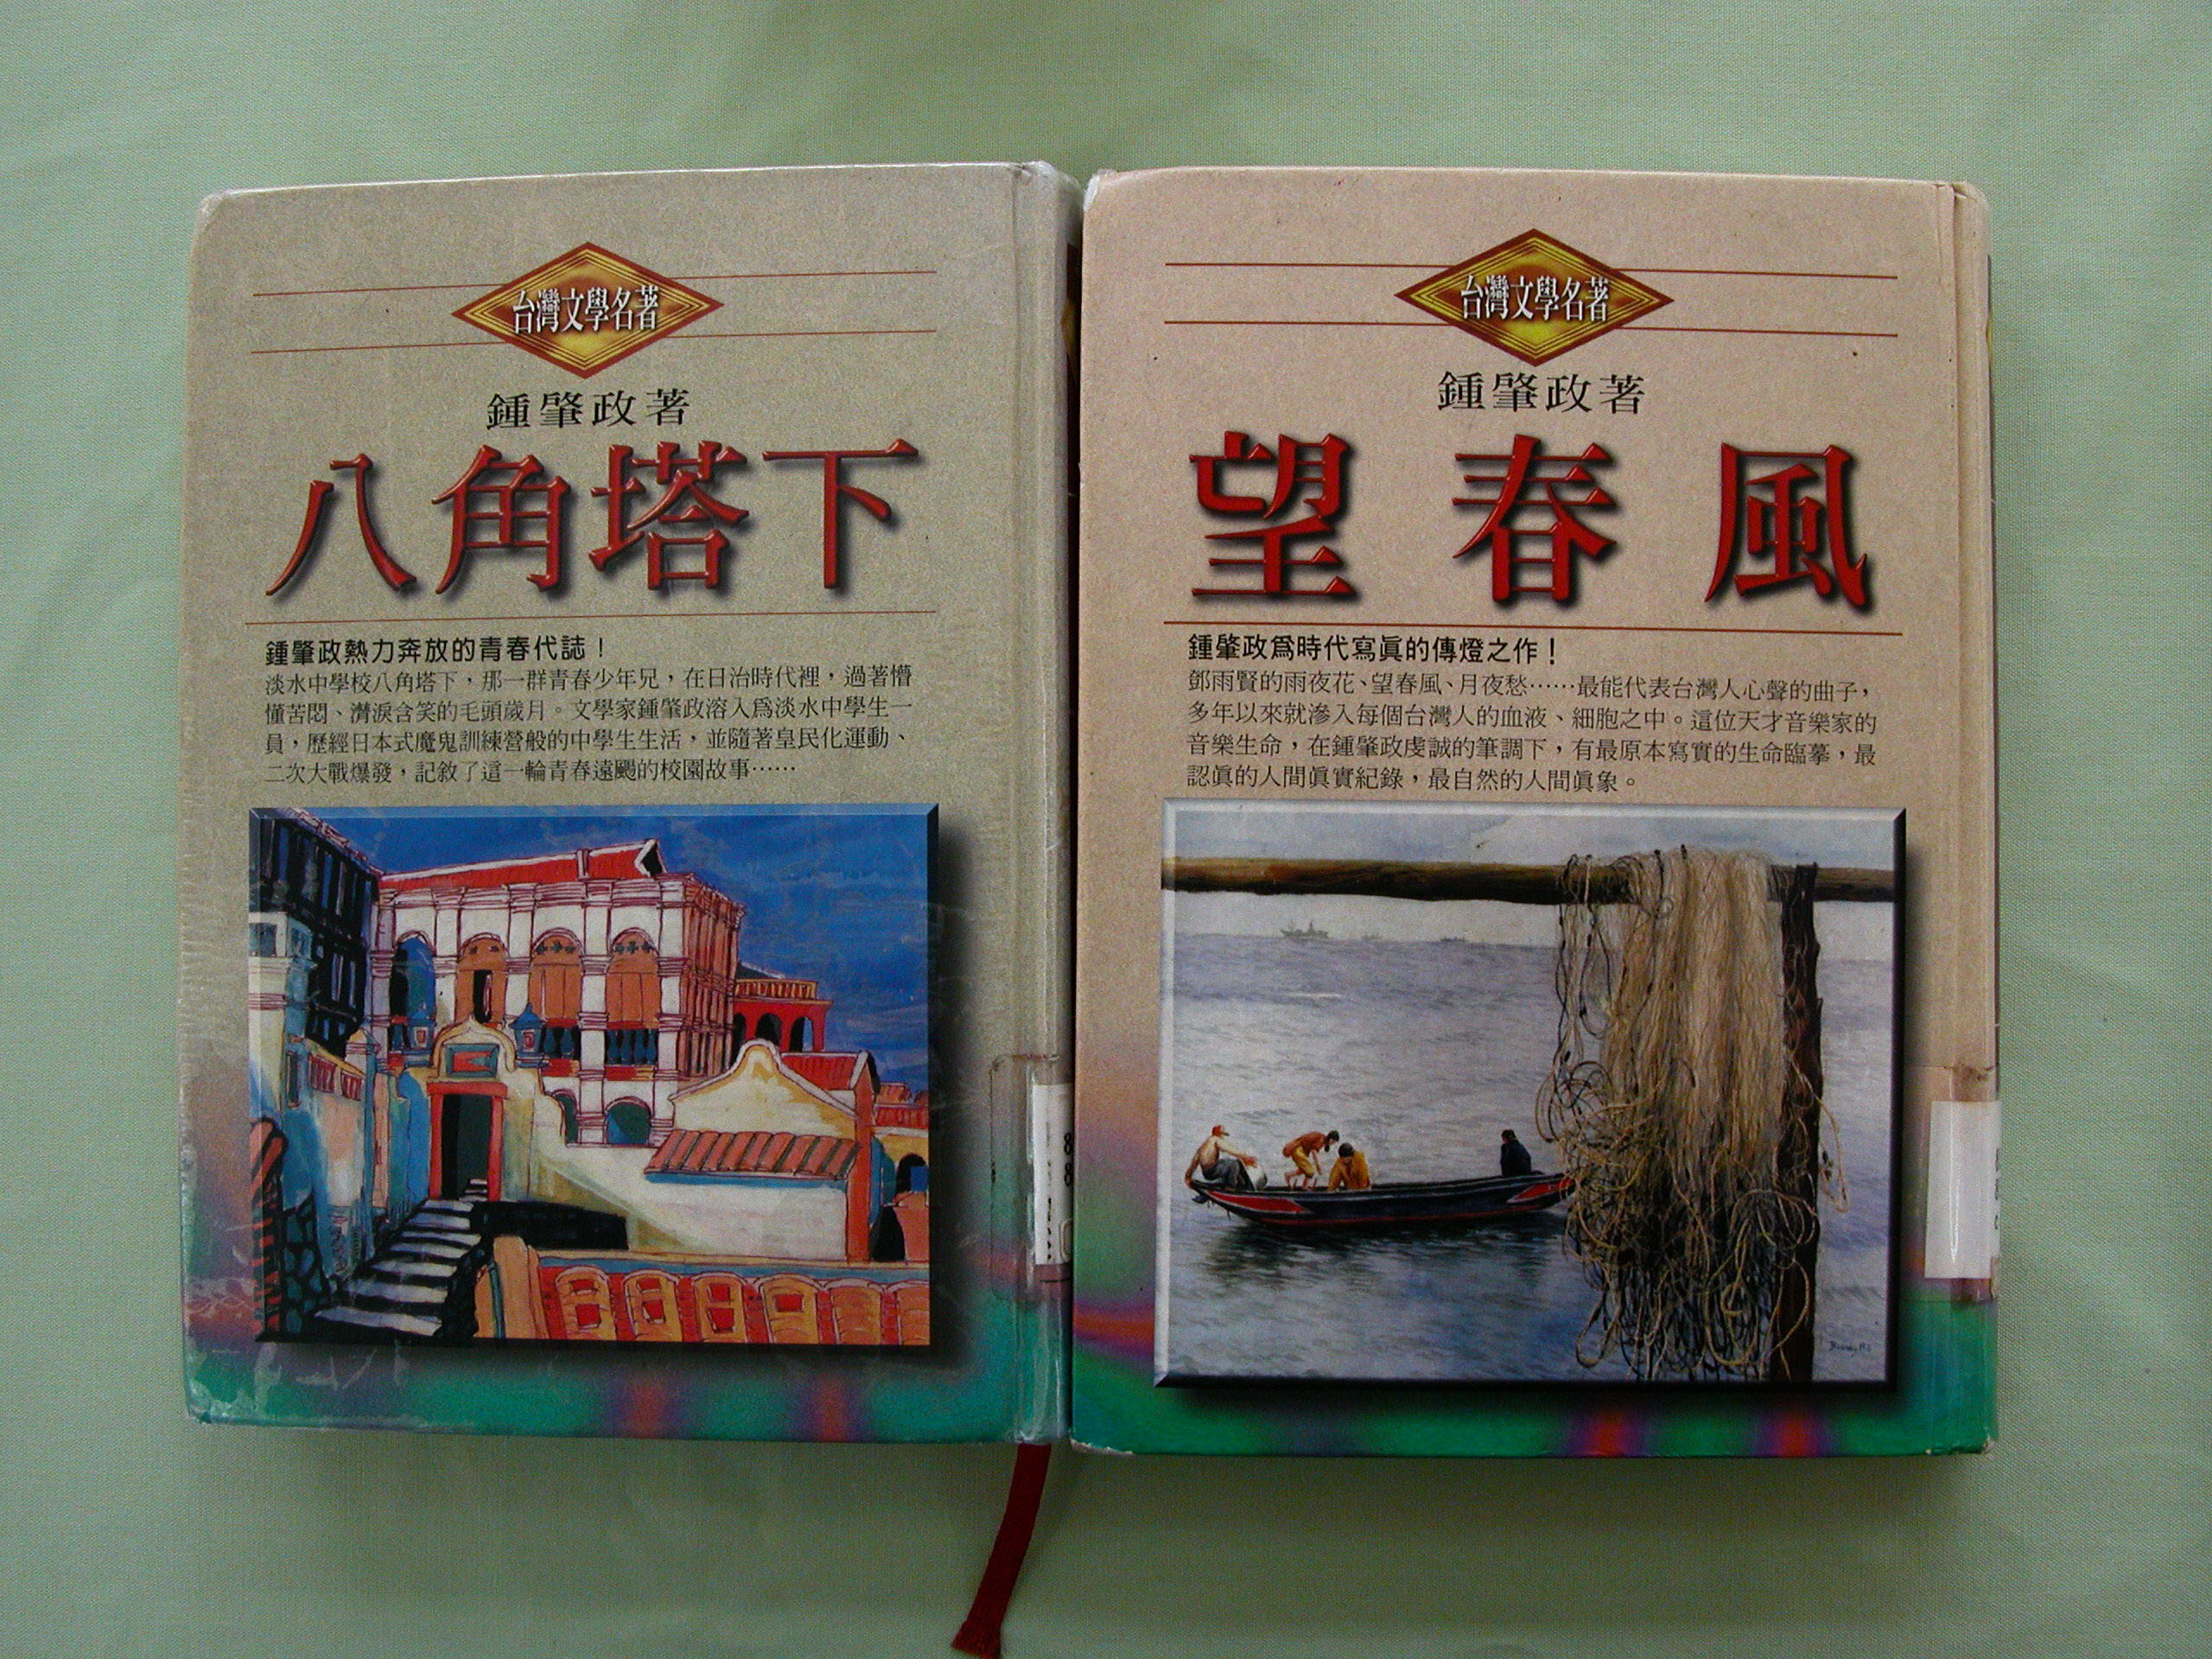 台灣文學名著
鍾肇政著
八角塔下
鍾肇政熱力奔放的青春代誌！
淡水中學校八角塔下，那一群青春少年兄，在日治時代裡，過著懵
懂苦悶、潸淚含笑的毛頭歲月。文學家鍾肇政溶入爲淡水中學生一
員，歷經日本式魔鬼訓練營般的中學生生活，並隨著皇民化運動、
二次大戰爆發，記敘了這一輪青春遠颺的校園故事……
台灣文學名著
鍾肇政著
望春風
鍾肇政爲時代寫眞的傳燈之作！
鄧雨賢的雨夜花、望春風、月夜愁……最能代表台灣人心聲的曲子，
多年以來就滲入每個台灣人的血液、細胞之中。這位天才音樂家的
音樂生命，在鍾肇政虔誠的筆調下，有最原本寫實的生命臨摹，最
認眞的人間眞實紀錄，最自然的人間眞象。